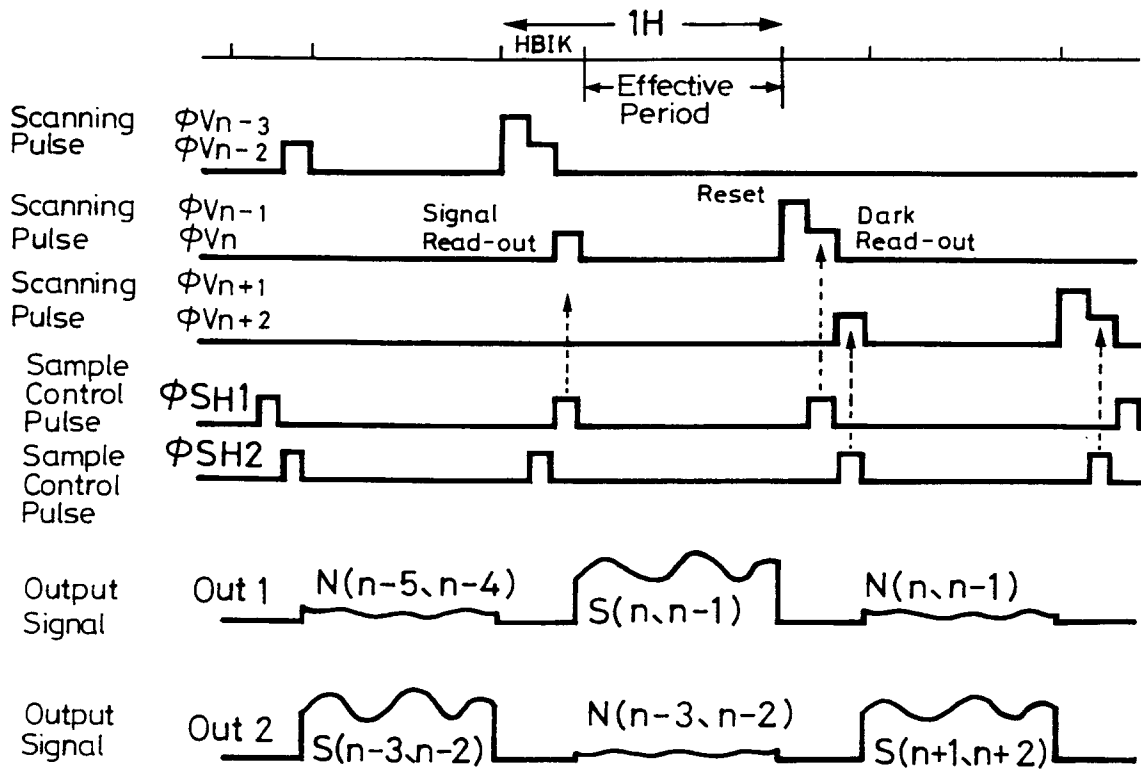 1H
HBIK
Effective
Period
Scanning
Pulse
ΦVn-3
ΦVn-2
Scanning
Pulse
ΦVn-1
ΦVn
Signal
Read-out
Reset
Dark
Read-out
Scanning
Pulse
ΦVn+1
ΦVn+2
Sample
Control
Pulse
ΦSH1
Sample
Control
Pulse
ΦSH2
Output
Signal
Out 1
N(n-5、n-4)
S(n、n-1)
N(n、n-1)
Output
Signal
Out 2
S(n-3、n-2)
N(n-3、n-2)
S(n+1、n+2)